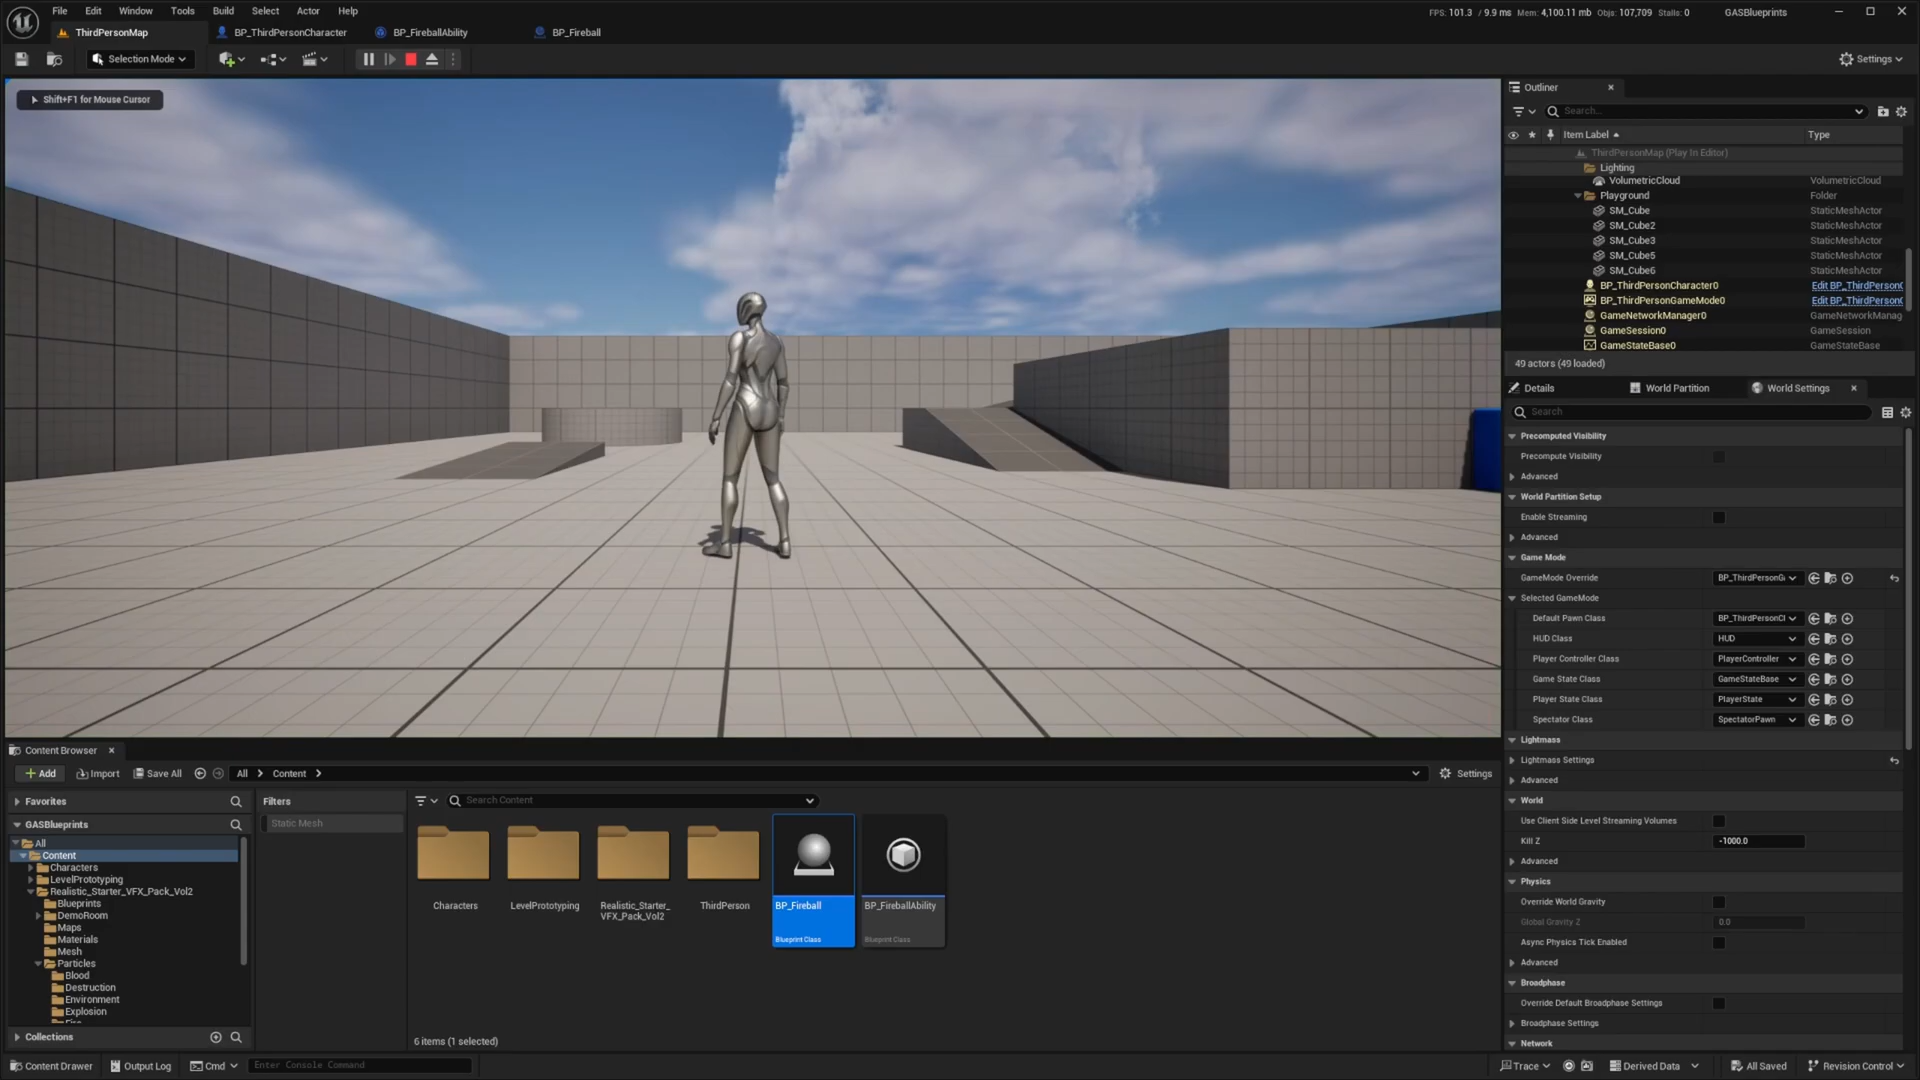 File Edit Window Tools Build Select Actor Help
FPS: 101.3 / 9.9 ms Mem: 4,100.11 mb Objs: 107,709 Stalls: 0 GASBlueprints
ThirdPersonMap BP_ThirdPersonCharacter BP_FireballAbility BP_Fireball
Selection Mode Settings
Shift+F1 for Mouse Cursor
Outliner
Search...
Item Label Type
ThirdPersonMap (Play In Editor)
Lighting
VolumetricCloud VolumetricCloud
Playground Folder
SM_Cube StaticMeshActor
SM_Cube2 StaticMeshActor
SM_Cube3 StaticMeshActor
SM_Cube5 StaticMeshActor
SM_Cube6 StaticMeshActor
BP_ThirdPersonCharacter0 Edit BP_ThirdPersonC
BP_ThirdPersonGameMode0 Edit BP_ThirdPersonG
GameNetworkManager0 GameNetworkManag
GameSession0 GameSession
GameStateBase0 GameStateBase
49 actors (49 loaded)
Details World Partition World Settings
Search
Precomputed Visibility
Precompute Visibility
Advanced
World Partition Setup
Enable Streaming
Advanced
Game Mode
GameMode Override BP_ThirdPersonG
Selected GameMode
Default Pawn Class BP_ThirdPersonCl
HUD Class HUD
Player Controller Class PlayerController
Game State Class GameStateBase
Player State Class PlayerState
Spectator Class SpectatorPawn
Lightmass
Lightmass Settings
Advanced
World
Use Client Side Level Streaming Volumes
Kill Z -1000.0
Advanced
Physics
Override World Gravity
Global Gravity Z 0.0
Async Physics Tick Enabled
Advanced
Broadphase
Override Default Broadphase Settings
Broadphase Settings
Network
Content Browser
Add Import Save All All Content Settings
Favorites
GASBlueprints
All
Content
Characters
LevelPrototyping
Realistic_Starter_VFX_Pack_Vol2
Blueprints
DemoRoom
Maps
Materials
Mesh
Particles
Blood
Destruction
Environment
Explosion
Fire
Collections
Filters
Static Mesh
Search Content
Characters
LevelPrototyping
Realistic_Starter_
VFX_Pack_Vol2
ThirdPerson
BP_Fireball
Blueprint Class
BP_FireballAbility
Blueprint Class
6 items (1 selected)
Content Drawer Output Log Cmd Enter Console Command
Trace Derived Data All Saved Revision Control